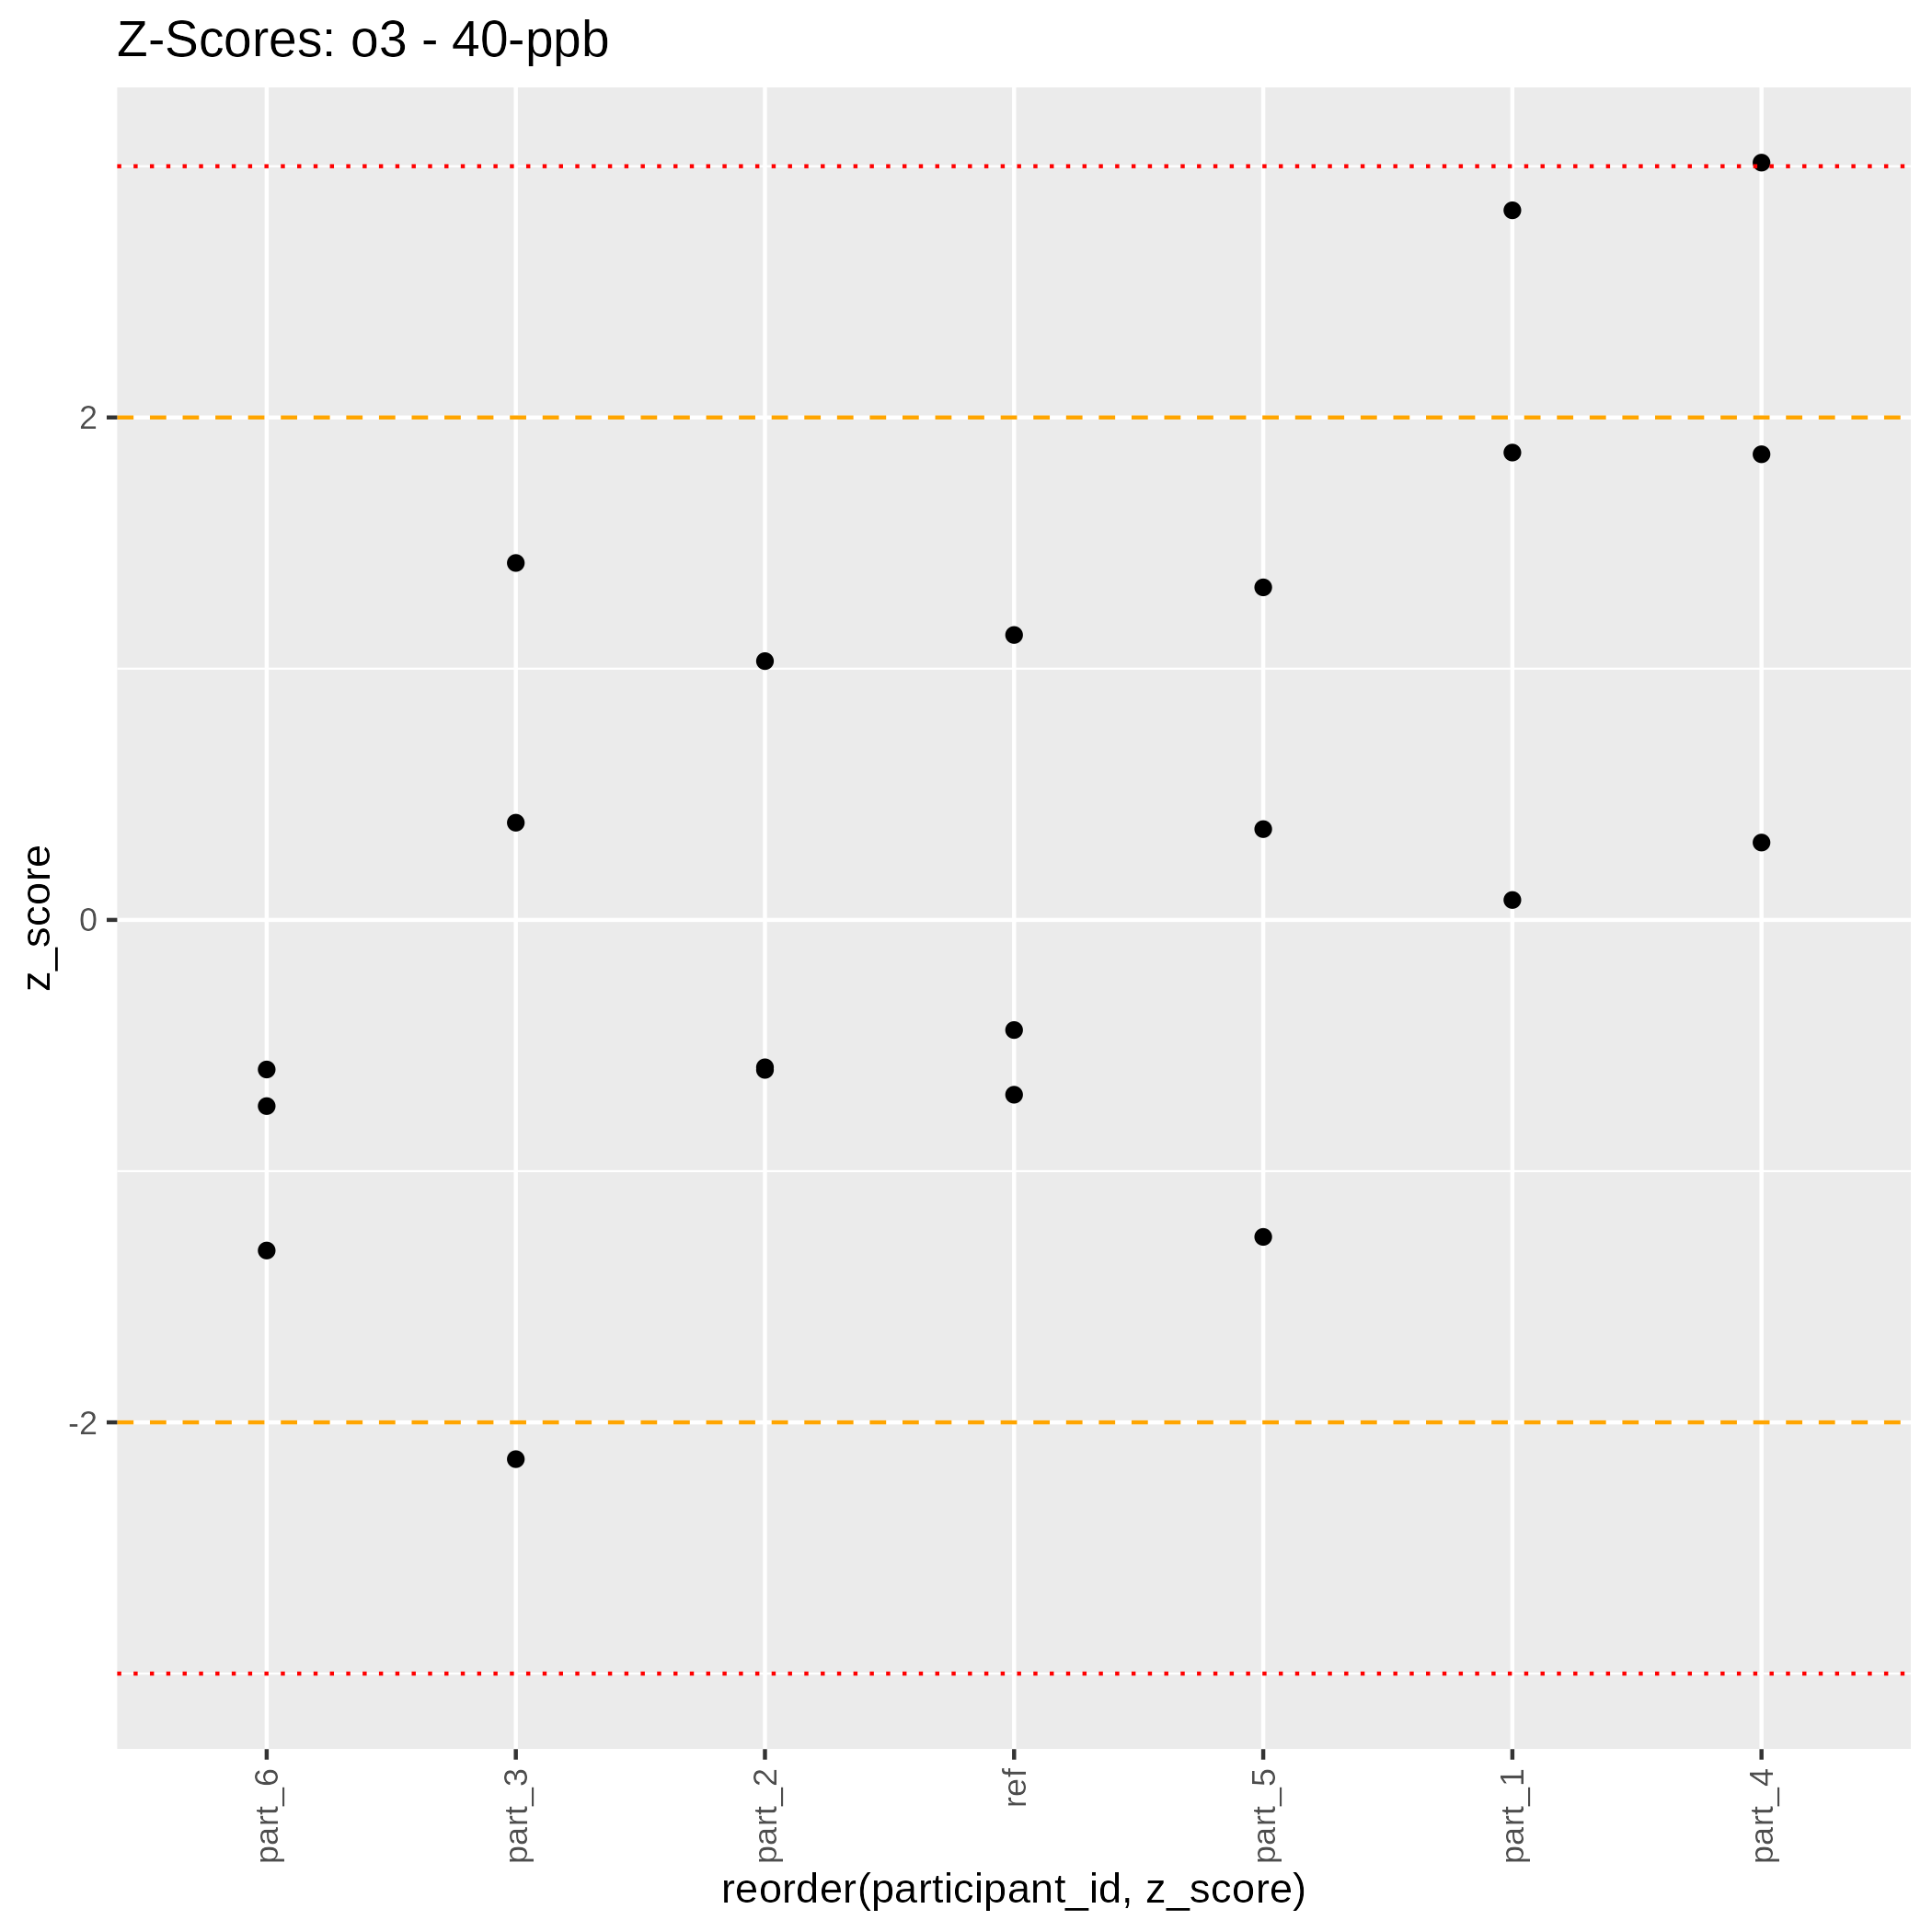 Z-Scores: o3 - 40-ppb
z_score
2
0
-2
part_6
part_3
part_2
ref
part_5
part_1
part_4
reorder(participant_id, z_score)